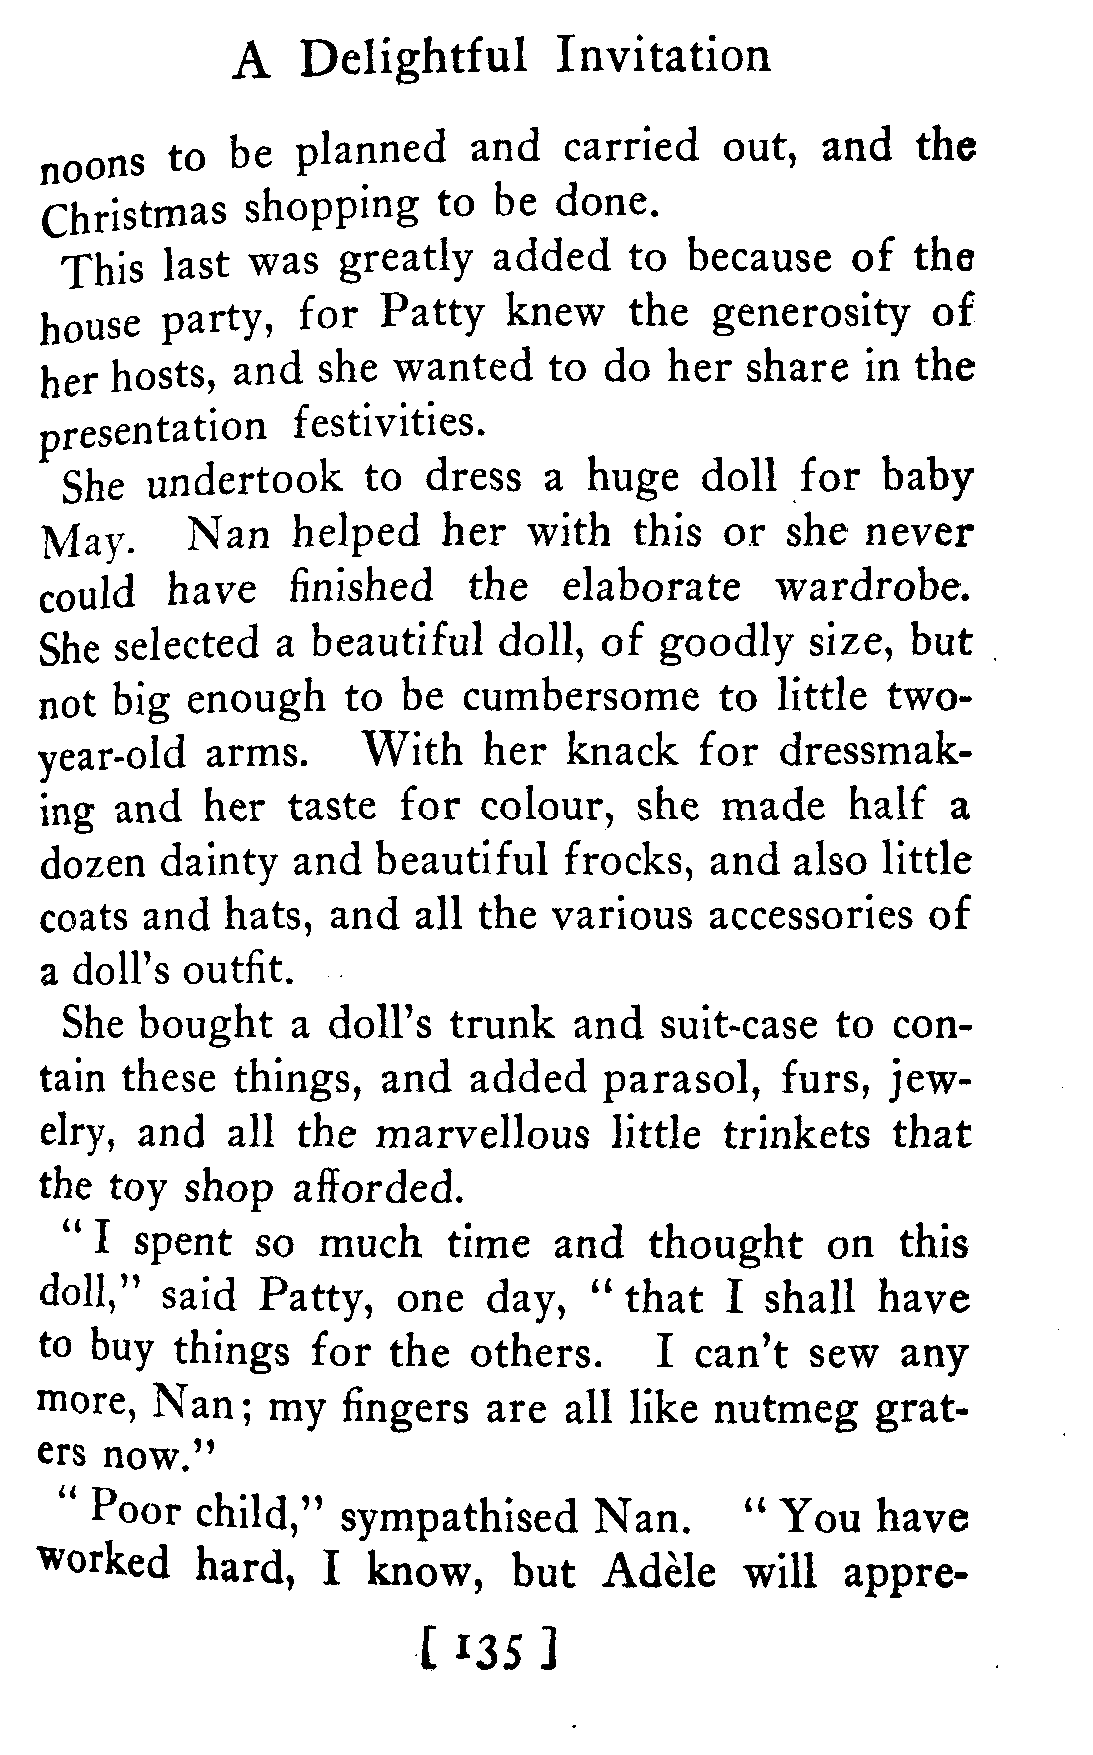 A Delightful Invitation
noons to be planned and carried out, and the
Christmas shopping to be done.
This last was greatly added to because of the
house party, for Patty knew the generosity of
her hosts, and she wanted to do her share in the
presentation festivities.
She undertook to dress a huge doll for baby
May. Nan helped her with this or she never
could have finished the elaborate wardrobe.
She selected a beautiful doll, of goodly size, but
not big enough to be cumbersome to little two-
year-old arms. With her knack for dressmak-
ing and her taste for colour, she made half a
dozen dainty and beautiful frocks, and also little
coats and hats, and all the various accessories of
a doll's outfit.
She bought a doll's trunk and suit-case to con-
tain these things, and added parasol, furs, jew-
elry, and all the marvellous little trinkets that
the toy shop afforded.
" I spent so much time and thought on this
doll," said Patty, one day, " that I shall have
to buy things for the others. I can't sew any
more, Nan; my fingers are all like nutmeg grat-
ers now."
" Poor child," sympathised Nan. " You have
worked hard, I know, but Adèle will appre-
[ 135 ]